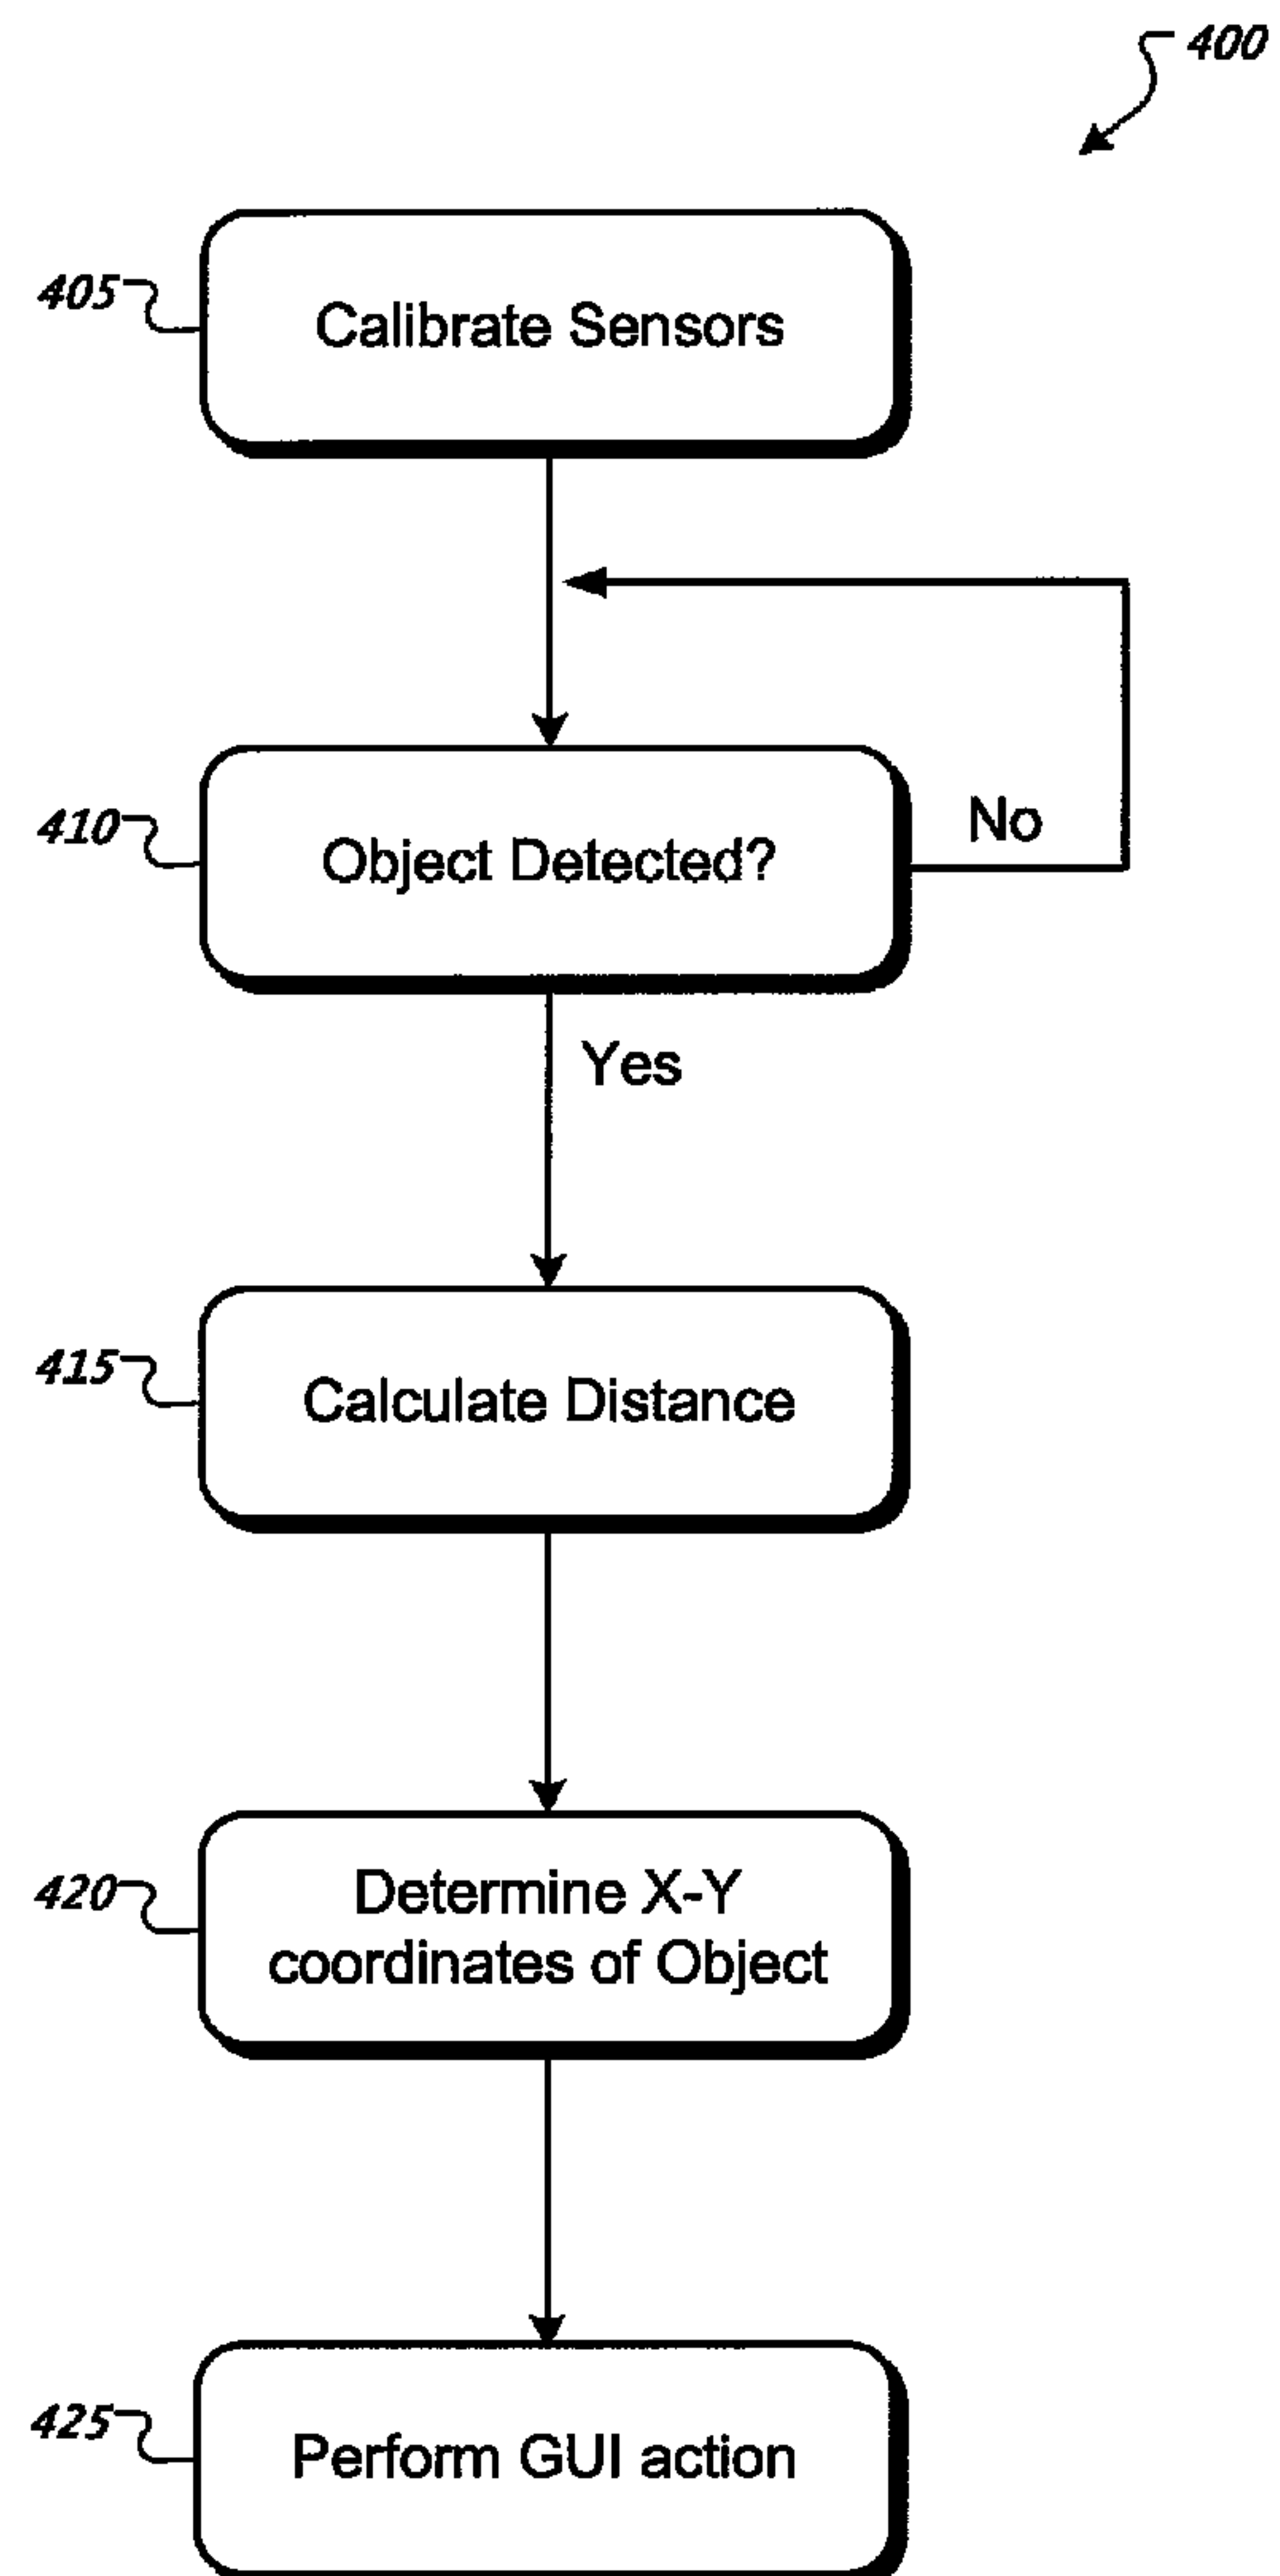 400
405
Calibrate Sensors
410
Object Detected?
No
Yes
415
Calculate Distance
420
Determine X-Y
coordinates of Object
425
Perform GUI action